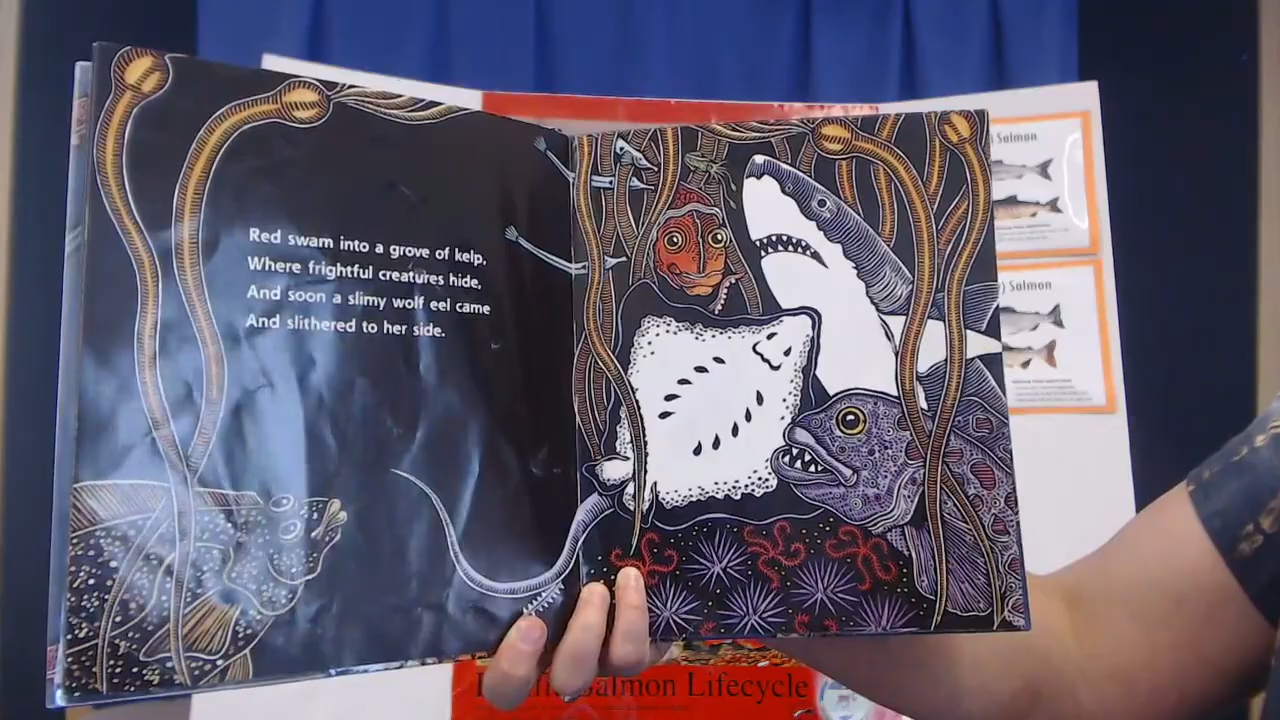 Red swam into a grove of kelp,
Where frightful creatures hide,
And soon a slimy wolf eel came
And slithered to her side.
) Salmon
) Salmon
Salmon Lifecycle